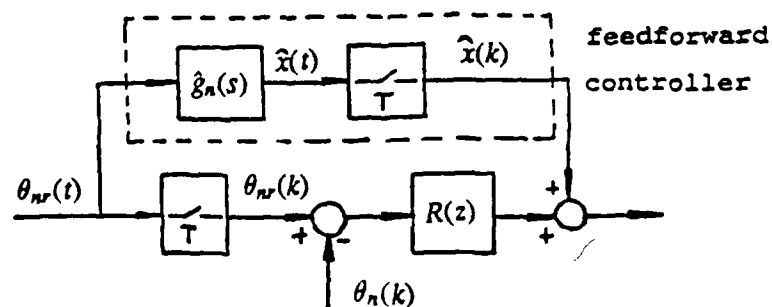 feedforward
controller
ĝₙ(s)
x̂(t)
T
x̂(k)
+
θₙᵣ(t)
T
θₙᵣ(k)
+
-
R(z)
+
θₙ(k)